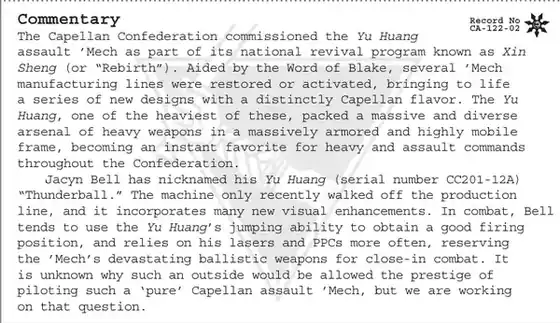 Commentary
Record No
CA-122-02
The Capellan Confederation commissioned the Yu Huang
assault ’Mech as part of its national revival program known as Xin
Sheng (or “Rebirth”). Aided by the Word of Blake, several ’Mech
manufacturing lines were restored or activated, bringing to life
a series of new designs with a distinctly Capellan flavor. The Yu
Huang, one of the heaviest of these, packed a massive and diverse
arsenal of heavy weapons in a massively armored and highly mobile
frame, becoming an instant favorite for heavy and assault commands
throughout the Confederation.
Jacyn Bell has nicknamed his Yu Huang (serial number CC201-12A)
“Thunderball.” The machine only recently walked off the production
line, and it incorporates many new visual enhancements. In combat, Bell
tends to use the Yu Huang’s jumping ability to obtain a good firing
position, and relies on his lasers and PPCs more often, reserving
the ’Mech’s devastating ballistic weapons for close-in combat. It
is unknown why such an outside would be allowed the prestige of
piloting such a ‘pure’ Capellan assault ’Mech, but we are working
on that question.